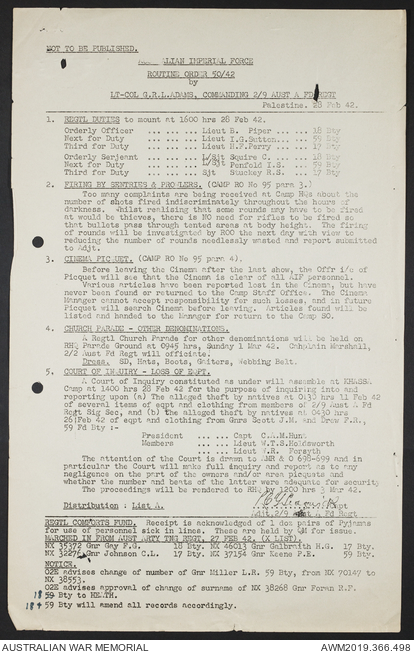 NOT TO BE PUBLISHED.
LIAN IMPERIAL FORCE
ROUTINE ORDER 50/42
by
LT-COL G.R.L.ADAMS, COMMANDING 2/9 AUST A FD REGT
Palestine. 28 Feb 42.
1. REGTL DUTIES to mount at 1600 hrs 28 Feb 42.
Orderly Officer ... ... ... Lieut B. Piper ... ... ... 18 Bty
Next for Duty ... ... ... Lieut I.G.Sutton... ... ... 59 Bty
Third for Duty ... ... ... Lieut H.F.Perry ... ... ... 17 Bty
Orderly Serjeant ... ... ... L/Sjt Squire C. ... ... ... 18 Bty
Next for Duty ... ... ... L/Sjt Penfold I.S. ... ... ... 59 Bty
Third for Duty ... ... ... Sjt Stuckey R.S. ... ... ... 17 Bty
2. FIRING BY SENTRIES & PROWLERS. (CAMP RO No 95 para 3.)
Too many complaints are being received at Camp HQs about the
number of shots fired indiscriminately throughout the hours of
darkness. Whilst realising that some rounds may have to be fired
at would be thieves, there is NO need for rifles to be fired so
that bullets pass through tented areas at body height. The firing
of rounds will be investigated by ROO the next day with view to
reducing the number of rounds needlessly wasted and report submitted
to Adjt.
3. CINEMA PICQUET. (CAMP RO No 95 para 4).
Before leaving the Cinema after the last show, the Offr i/c of
Picquet will see that the Cinema is clear of all AIF personnel.
Various articles have been reported lost in the Cinema, but have
never been found or returned to the Camp Staff Office. The Cinema
Manager cannot accept responsibility for such losses, and in future
Picquet will search Cinema before leaving. Articles found will be
listed and handed to the Manager for return to the Camp SO.
4. CHURCH PARADE - OTHER DENOMINATIONS.
A Regtl Church Parade for other denominations will be held on
RHQ Parade Ground at 0945 hrs, Sunday 1 Mar 42. Chaplain Marshall,
2/2 Aust Fd Regt will officiate.
Dress. SD, Hats, Boots, Gaiters, Webbing Belt.
5. COURT OF INQUIRY - LOSS OF EQPT.
A Court of Inquiry constituted as under will assemble at KHASSA
Camp at 1400 hrs 28 Feb 42 for the purpose of inquiring into and
reporting upon (a) The alleged theft by natives at 0130 hrs 11 Feb 42
of several items of eqpt and clothing from members of 2/9 Aust A Fd
Regt Sig Sec, and (b) the alleged theft by natives at 0430 hrs
26 Feb 42 of eqpt and clothing from Gnrs Scott J.M. and Draw F.R.,
59 Fd Bty :-
President ... ... Capt C.A.M.Hunt
Members ... ... Lieut W.T.S.Holdsworth
... ... Lieut W.R. Forsyth
The attention of the Court is drawn to AMR & O 698-699 and in
particular the Court will make full inquiry and report as to any
negligence on the part of the owners and/or area picquets and
whether the number and beats of the latter were adequate for security
The proceedings will be rendered to RHQ by 1200 hrs 3 Mar 42.
Distribution : List A.
Capt
Adjt.2/9 Aust A Fd Regt
REGTL COMFORTS FUND. Receipt is acknowledged of 1 doz pairs of Pyjams
for use of personnel sick in lines. These are held by QM for issue.
MARCHED IN FROM AUST ARTY TNG REGT, 27 FEB 42, (X LIST).
NX 35372 Gnr Gay F.G. 18 Bty. NX 46013 Gnr Galbraith H.G. 17 Bty.
NX 32276 Gnr Johnson C.L. 17 Bty. NX 37154 Gnr Keene P.E. 59 Bty.
NOTICE.
O2E advises change of number of Gnr Miller L.R. 59 Bty, from NX 70147 to
NX 38553.
O2E advises approval of change of surname of NX 38268 Gnr Foran R.F.
18 59 Bty to HEATH.
18 & 59 Bty will amend all records accordingly.
AUSTRALIAN WAR MEMORIAL
AWM2019.366.498